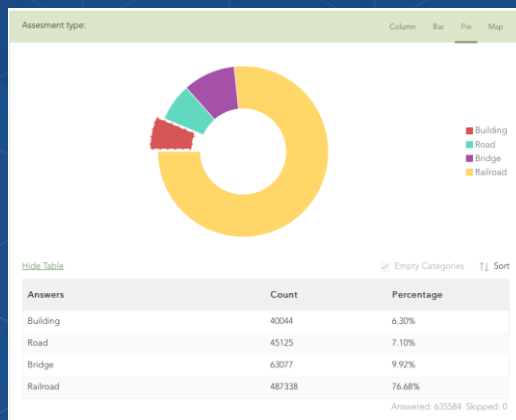 Assesment type:
Column Bar Pie Map
Building
Road
Bridge
Railroad
Hide Table
Empty Categories
Sort
Answers Count Percentage
Building 40044 6.30%
Road 45125 7.10%
Bridge 63077 9.92%
Railroad 487338 76.68%
Answered: 635584 Skipped: 0